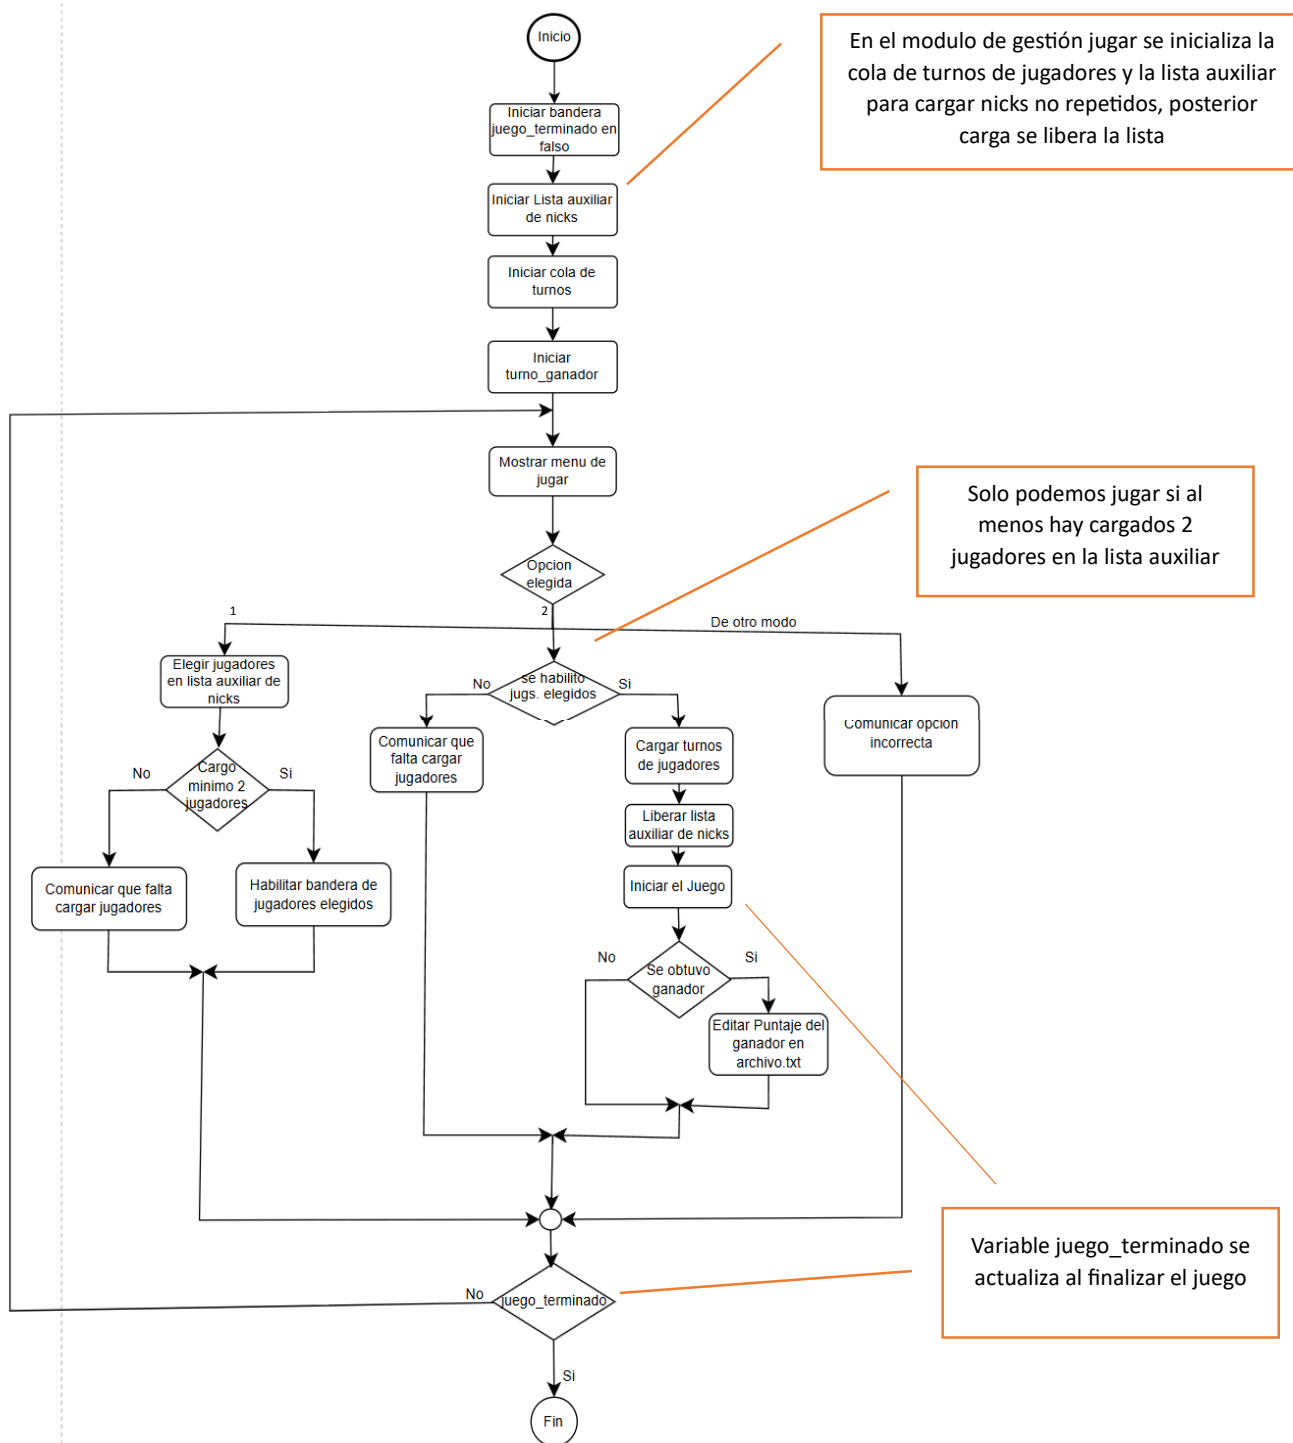 Inicio
En el modulo de gestión jugar se inicializa la
cola de turnos de jugadores y la lista auxiliar
para cargar nicks no repetidos, posterior
carga se libera la lista
Iniciar bandera
juego_terminado en
falso
Iniciar Lista auxiliar
de nicks
Iniciar cola de
turnos
Iniciar
turno_ganador
Mostrar menu de
jugar
Solo podemos jugar si al
menos hay cargados 2
jugadores en la lista auxiliar
Opcion
elegida
1
2
De otro modo
Elegir jugadores
en lista auxiliar de
nicks
No
se habilito
jugs. elegidos
Si
Comunicar opcion
incorrecta
Comunicar que
falta cargar
jugadores
Cargar turnos
de jugadores
No
Cargo
minimo 2
jugadores
Si
Liberar lista
auxiliar de nicks
Comunicar que falta
cargar jugadores
Habilitar bandera de
jugadores elegidos
Iniciar el Juego
No
Se obtuvo
ganador
Si
Editar Puntaje del
ganador en
archivo.txt
Variable juego_terminado se
actualiza al finalizar el juego
No
juego_terminado
Si
Fin